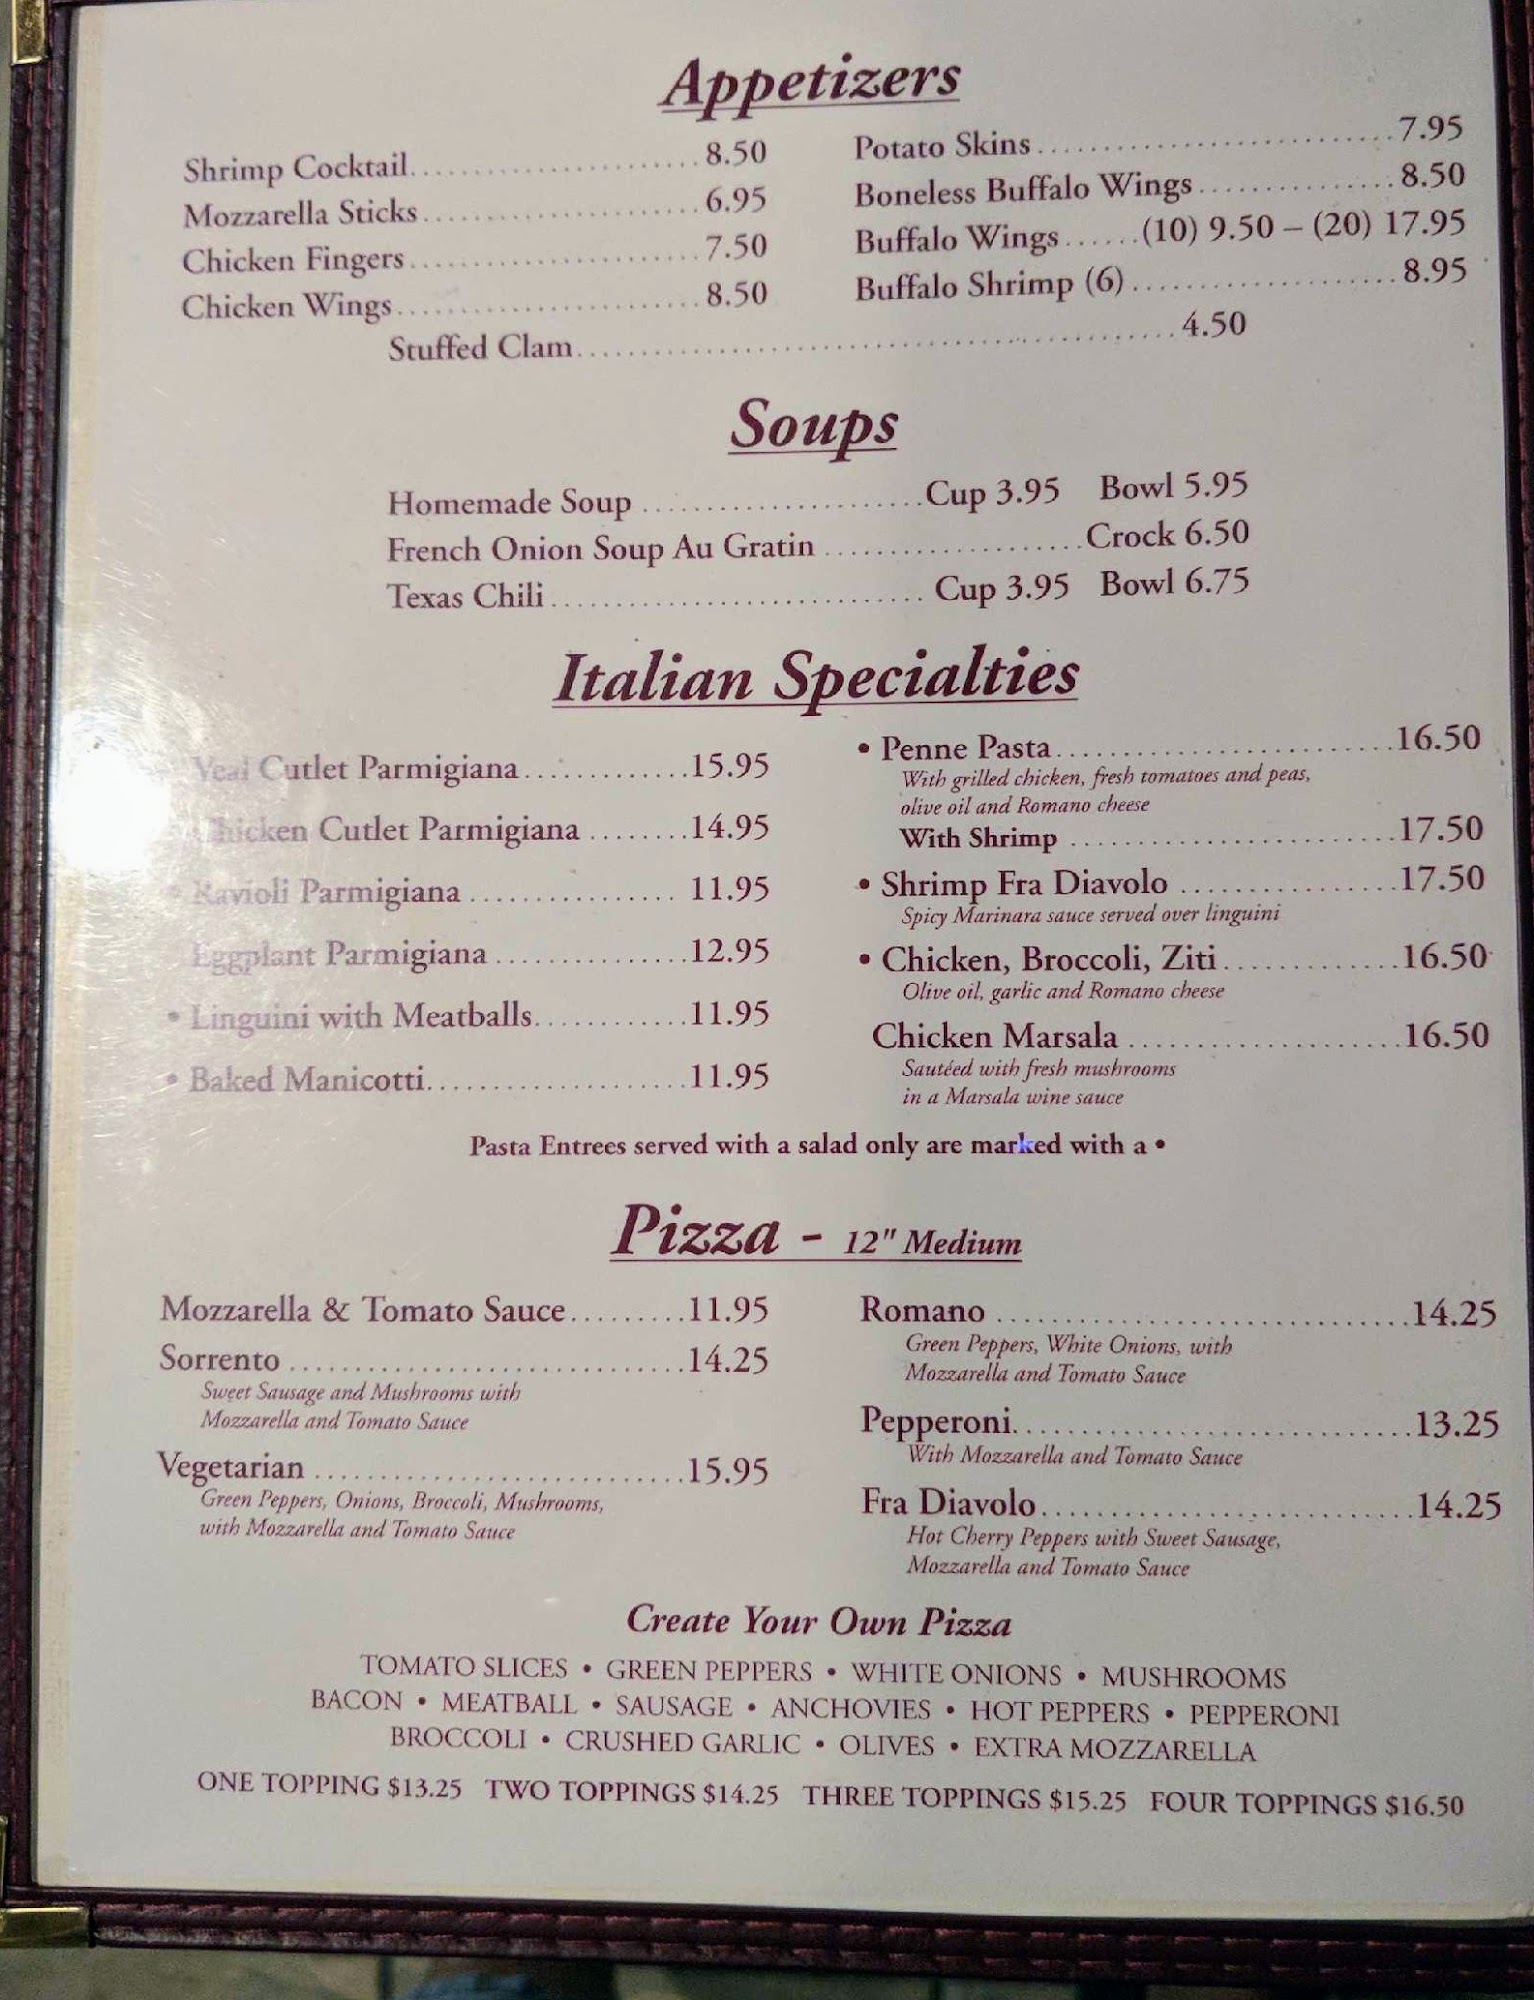 Appetizers
Shrimp Cocktail 8.50
Mozzarella Sticks 6.95
Chicken Fingers 7.50
Chicken Wings 8.50
Potato Skins 7.95
Boneless Buffalo Wings 8.50
Buffalo Wings (10) 9.50 – (20) 17.95
Buffalo Shrimp (6) 8.95
Stuffed Clam 4.50
Soups
Homemade Soup Cup 3.95 Bowl 5.95
French Onion Soup Au Gratin Crock 6.50
Texas Chili Cup 3.95 Bowl 6.75
Italian Specialties
Veal Cutlet Parmigiana 15.95
Chicken Cutlet Parmigiana 14.95
• Ravioli Parmigiana 11.95
Eggplant Parmigiana 12.95
• Linguini with Meatballs 11.95
• Baked Manicotti 11.95
• Penne Pasta 16.50
With grilled chicken, fresh tomatoes and peas,
olive oil and Romano cheese
With Shrimp 17.50
• Shrimp Fra Diavolo 17.50
Spicy Marinara sauce served over linguini
• Chicken, Broccoli, Ziti 16.50
Olive oil, garlic and Romano cheese
Chicken Marsala 16.50
Sautéed with fresh mushrooms
in a Marsala wine sauce
Pasta Entrees served with a salad only are marked with a •
Pizza - 12" Medium
Mozzarella & Tomato Sauce 11.95
Sorrento 14.25
Sweet Sausage and Mushrooms with
Mozzarella and Tomato Sauce
Vegetarian 15.95
Green Peppers, Onions, Broccoli, Mushrooms,
with Mozzarella and Tomato Sauce
Romano 14.25
Green Peppers, White Onions, with
Mozzarella and Tomato Sauce
Pepperoni 13.25
With Mozzarella and Tomato Sauce
Fra Diavolo 14.25
Hot Cherry Peppers with Sweet Sausage,
Mozzarella and Tomato Sauce
Create Your Own Pizza
TOMATO SLICES • GREEN PEPPERS • WHITE ONIONS • MUSHROOMS
BACON • MEATBALL • SAUSAGE • ANCHOVIES • HOT PEPPERS • PEPPERONI
BROCCOLI • CRUSHED GARLIC • OLIVES • EXTRA MOZZARELLA
ONE TOPPING $13.25 TWO TOPPINGS $14.25 THREE TOPPINGS $15.25 FOUR TOPPINGS $16.50